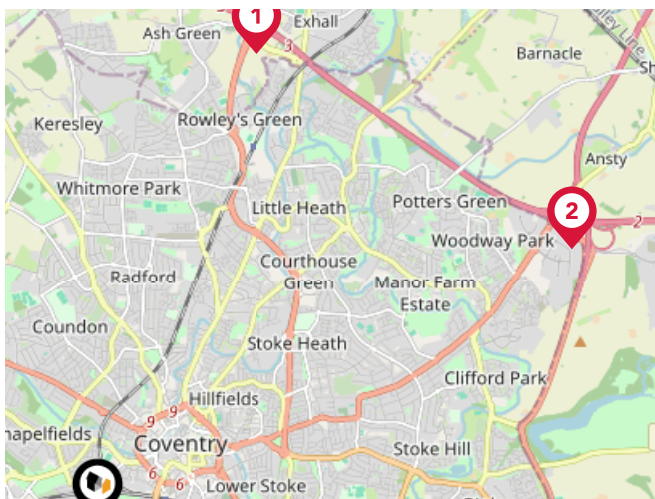 1
Exhall
Ash Green
3
Barnacle
Keresley
Rowley's Green
Ansty
Whitmore Park
Little Heath
Potters Green
2
2
Woodway Park
Courthouse
Green
Radford
Manor Farm
Estate
Coundon
Stoke Heath
Clifford Park
Hillfields
9
9
Coventry
Stoke Hill
6
6
Lower Stoke